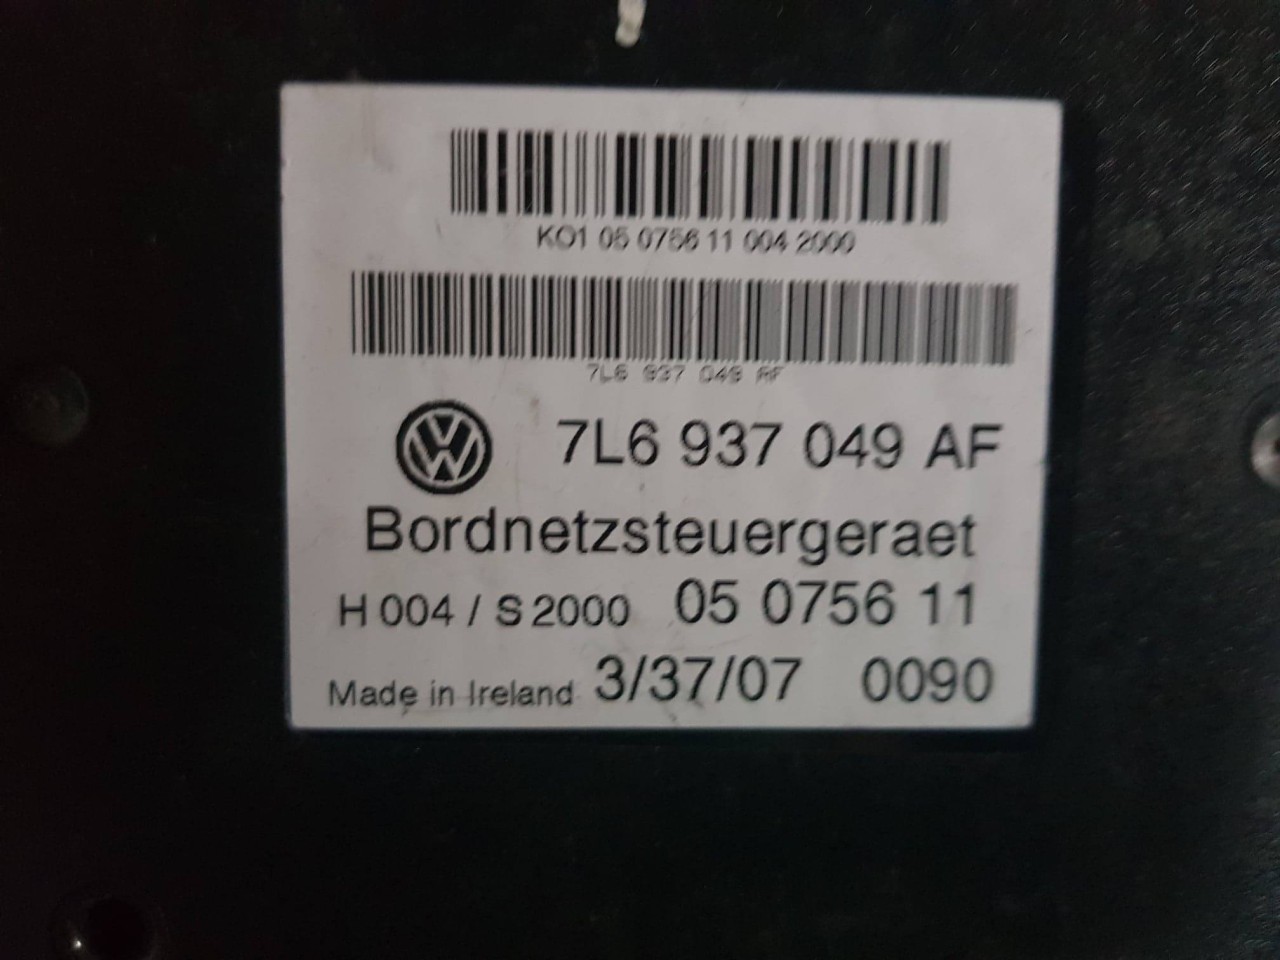 KO1 05 0756 11 004 2000
7L6 937 049 AF
7L6 937 049 AF
Bordnetzsteuergeraet
H 004 / S 2000 05 0756 11
Made in Ireland 3/37/07 0090